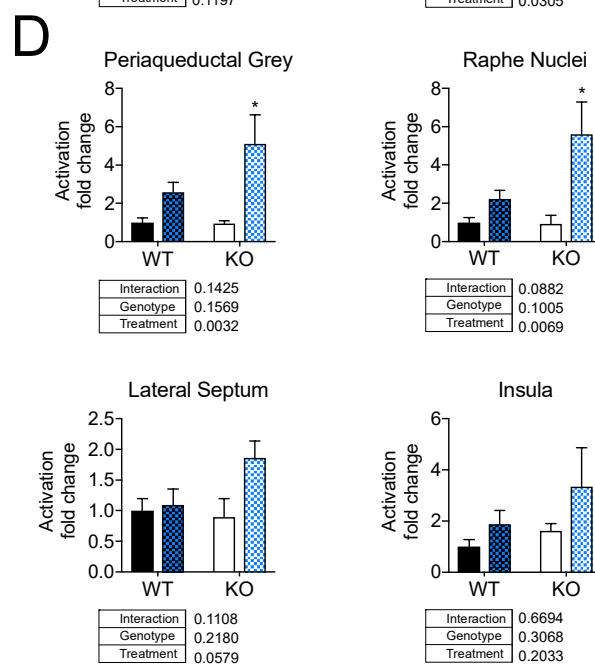 Treatment 0.1197
Treatment 0.0305
D
Periaqueductal Grey
Activation
fold change
8
6
4
2
0
*
WT KO
Interaction 0.1425
Genotype 0.1569
Treatment 0.0032
Raphe Nuclei
Activation
fold change
8
6
4
2
0
*
WT KO
Interaction 0.0882
Genotype 0.1005
Treatment 0.0069
Lateral Septum
Activation
fold change
2.5
2.0
1.5
1.0
0.5
0.0
WT KO
Interaction 0.1108
Genotype 0.2180
Treatment 0.0579
Insula
Activation
fold change
6
4
2
0
WT KO
Interaction 0.6694
Genotype 0.3068
Treatment 0.2033